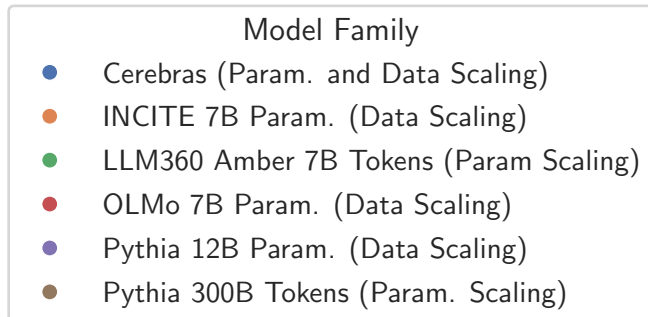 Model Family
Cerebras (Param. and Data Scaling)
INCITE 7B Param. (Data Scaling)
LLM360 Amber 7B Tokens (Param Scaling)
OLMo 7B Param. (Data Scaling)
Pythia 12B Param. (Data Scaling)
Pythia 300B Tokens (Param. Scaling)